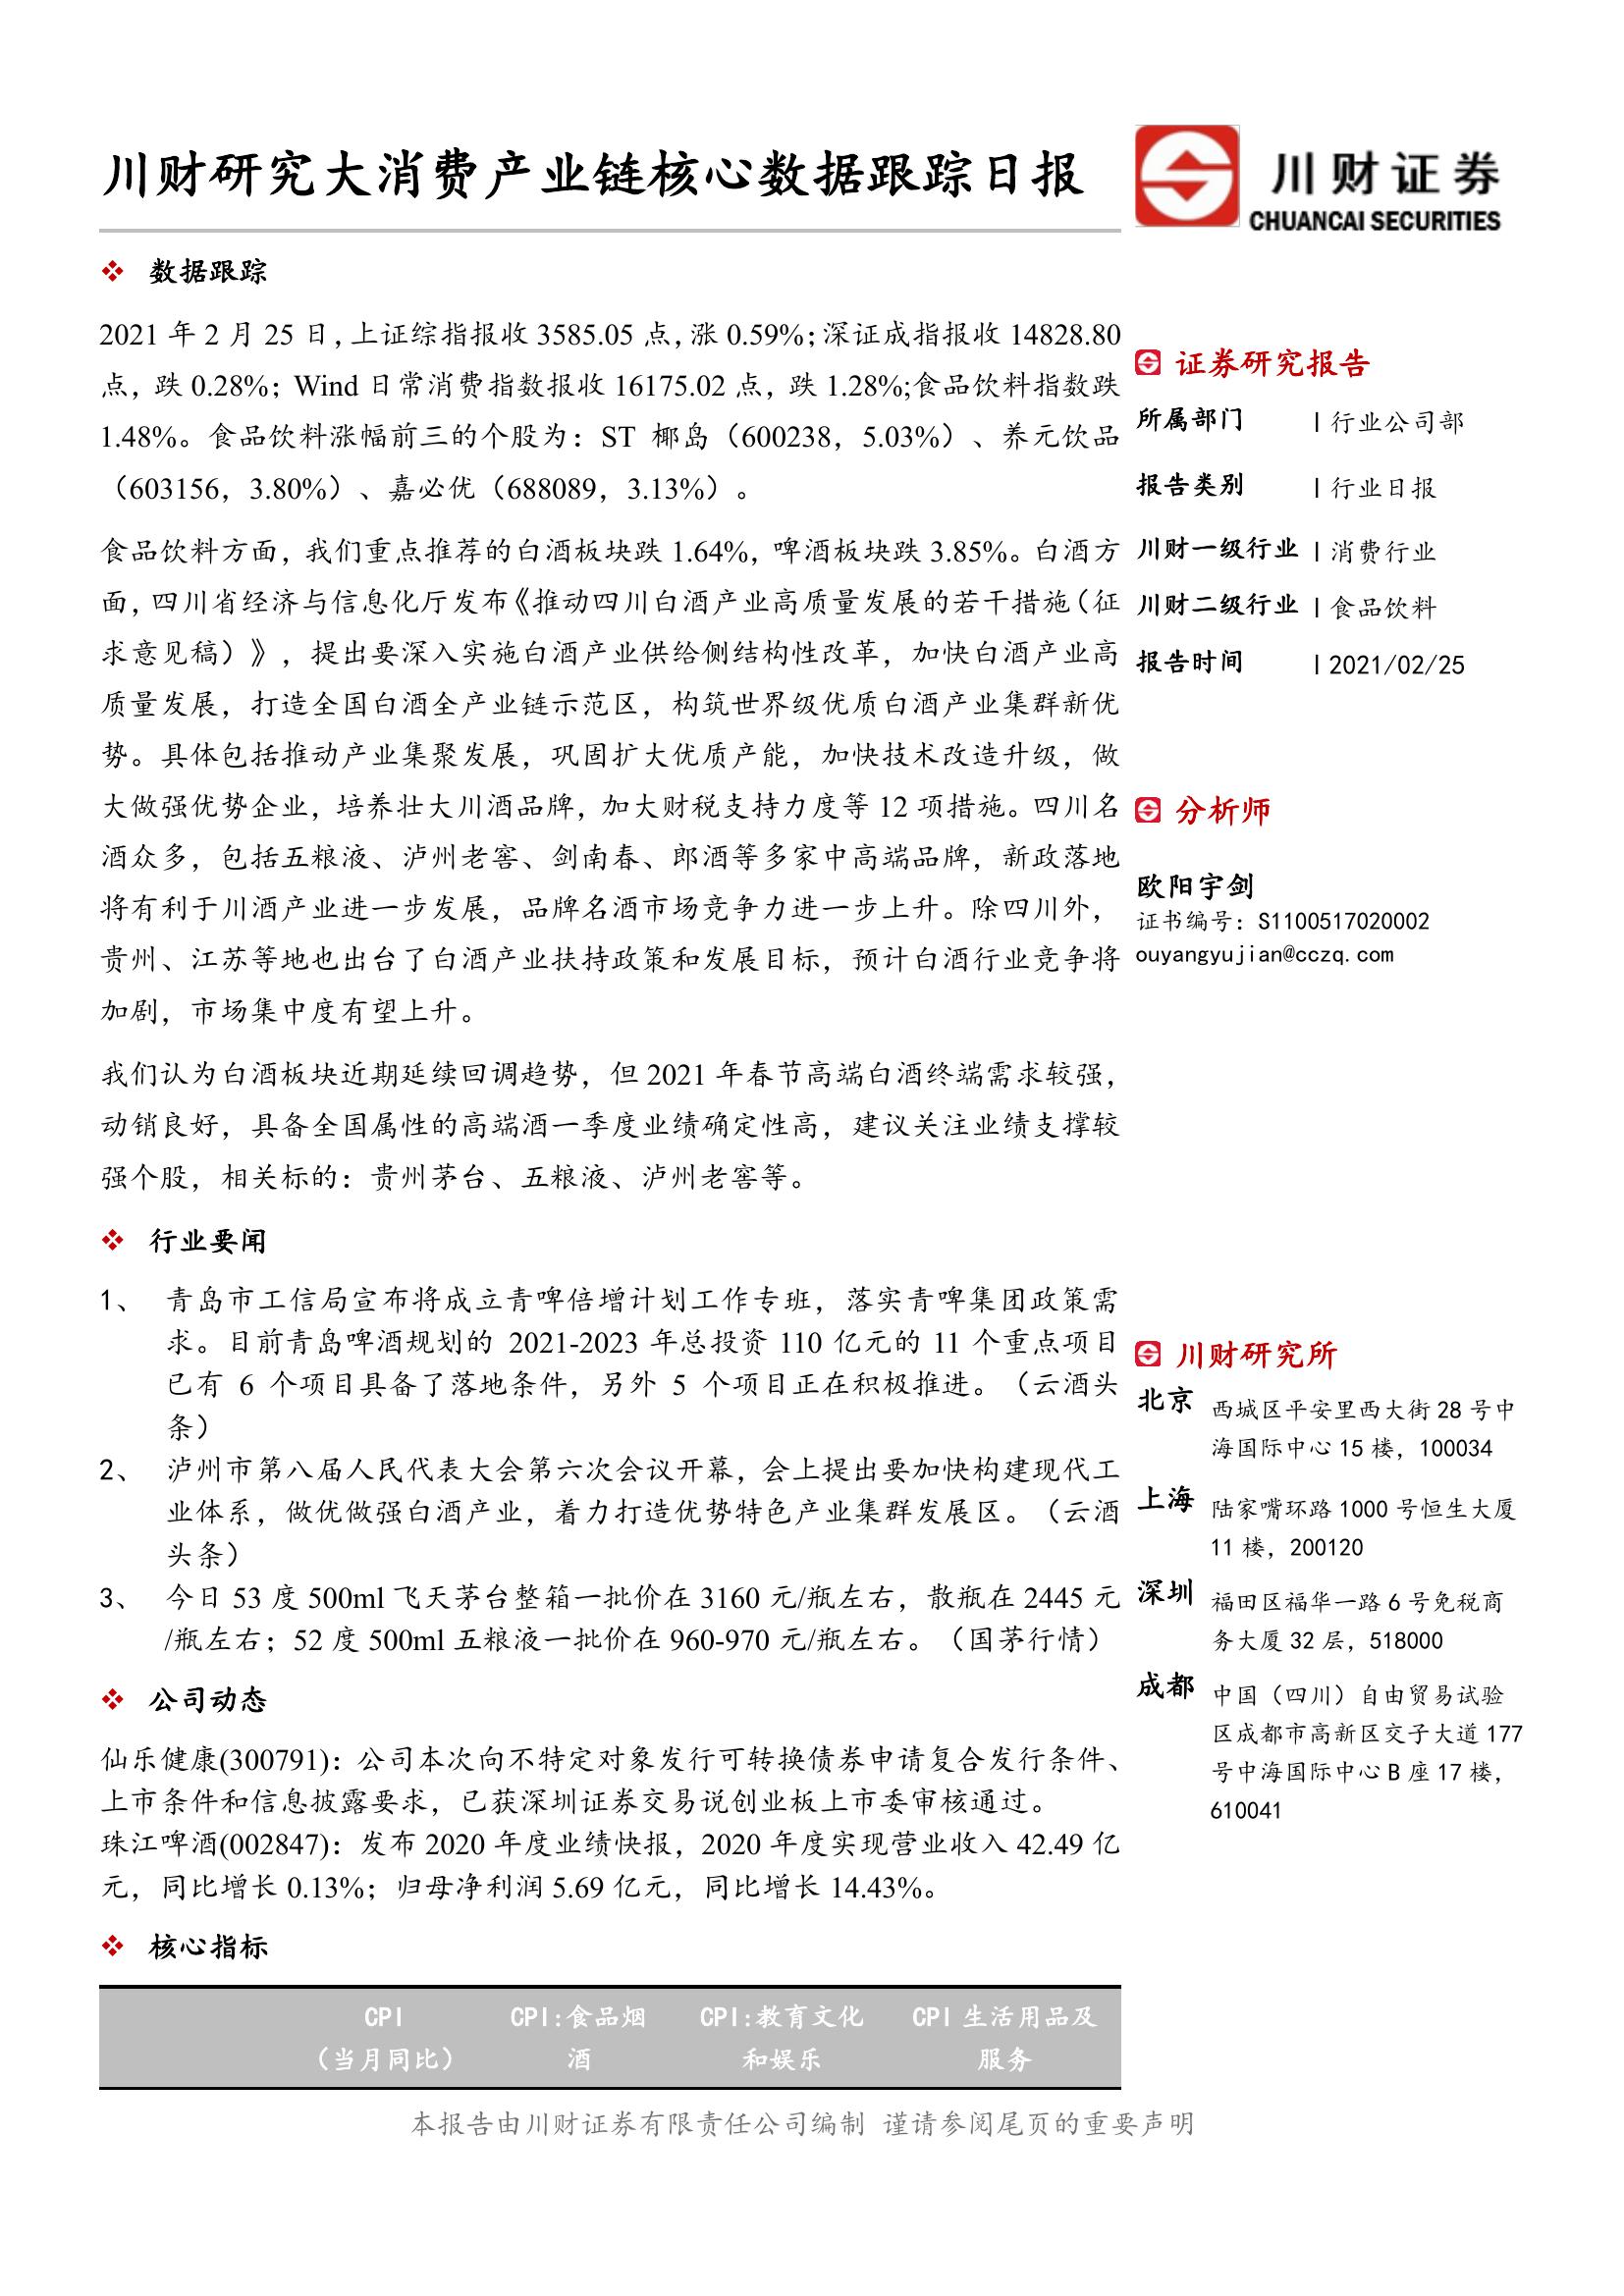 川财研究大消费产业链核心数据跟踪日报
川财证券
CHUANCAI SECURITIES
数据跟踪
2021 年 2 月 25 日，上证综指报收 3585.05 点，涨 0.59%；深证成指报收 14828.80
点，跌 0.28%；Wind 日常消费指数报收 16175.02 点，跌 1.28%;食品饮料指数跌
1.48%。食品饮料涨幅前三的个股为：ST 椰岛（600238，5.03%）、养元饮品
（603156，3.80%）、嘉必优（688089，3.13%）。
食品饮料方面，我们重点推荐的白酒板块跌 1.64%，啤酒板块跌 3.85%。白酒方
面，四川省经济与信息化厅发布《推动四川白酒产业高质量发展的若干措施（征
求意见稿）》，提出要深入实施白酒产业供给侧结构性改革，加快白酒产业高
质量发展，打造全国白酒全产业链示范区，构筑世界级优质白酒产业集群新优
势。具体包括推动产业集聚发展，巩固扩大优质产能，加快技术改造升级，做
大做强优势企业，培养壮大川酒品牌，加大财税支持力度等 12 项措施。四川名
酒众多，包括五粮液、泸州老窖、剑南春、郎酒等多家中高端品牌，新政落地
将有利于川酒产业进一步发展，品牌名酒市场竞争力进一步上升。除四川外，
贵州、江苏等地也出台了白酒产业扶持政策和发展目标，预计白酒行业竞争将
加剧，市场集中度有望上升。
我们认为白酒板块近期延续回调趋势，但 2021 年春节高端白酒终端需求较强，
动销良好，具备全国属性的高端酒一季度业绩确定性高，建议关注业绩支撑较
强个股，相关标的：贵州茅台、五粮液、泸州老窖等。
行业要闻
1、 青岛市工信局宣布将成立青啤倍增计划工作专班，落实青啤集团政策需
求。目前青岛啤酒规划的 2021-2023 年总投资 110 亿元的 11 个重点项目
已有 6 个项目具备了落地条件，另外 5 个项目正在积极推进。（云酒头
条）
2、 泸州市第八届人民代表大会第六次会议开幕，会上提出要加快构建现代工
业体系，做优做强白酒产业，着力打造优势特色产业集群发展区。（云酒
头条）
3、 今日 53 度 500ml 飞天茅台整箱一批价在 3160 元/瓶左右，散瓶在 2445 元
/瓶左右；52 度 500ml 五粮液一批价在 960-970 元/瓶左右。（国茅行情）
公司动态
仙乐健康(300791)：公司本次向不特定对象发行可转换债券申请复合发行条件、
上市条件和信息披露要求，已获深圳证券交易说创业板上市委审核通过。
珠江啤酒(002847)：发布 2020 年度业绩快报，2020 年度实现营业收入 42.49 亿
元，同比增长 0.13%；归母净利润 5.69 亿元，同比增长 14.43%。
核心指标
CPI CPI:食品烟 CPI:教育文化 CPI 生活用品及
（当月同比） 酒 和娱乐 服务
证券研究报告
所属部门 | 行业公司部
报告类别 | 行业日报
川财一级行业 | 消费行业
川财二级行业 | 食品饮料
报告时间 | 2021/02/25
分析师
欧阳宇剑
证书编号：S1100517020002
ouyangyujian@cczq.com
川财研究所
北京 西城区平安里西大街 28 号中
海国际中心 15 楼，100034
上海 陆家嘴环路 1000 号恒生大厦
11 楼，200120
深圳 福田区福华一路 6 号免税商
务大厦 32 层，518000
成都 中国（四川）自由贸易试验
区成都市高新区交子大道 177
号中海国际中心 B 座 17 楼，
610041
本报告由川财证券有限责任公司编制 谨请参阅尾页的重要声明